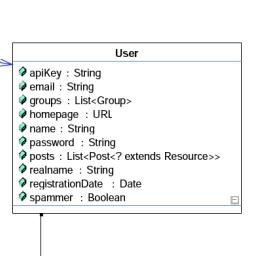 User
apiKey : String
email : String
groups : List<Group>
homepage : URL
name : String
password : String
posts : List<Post<? extends Resource>>
realname : String
registrationDate : Date
spammer : Boolean